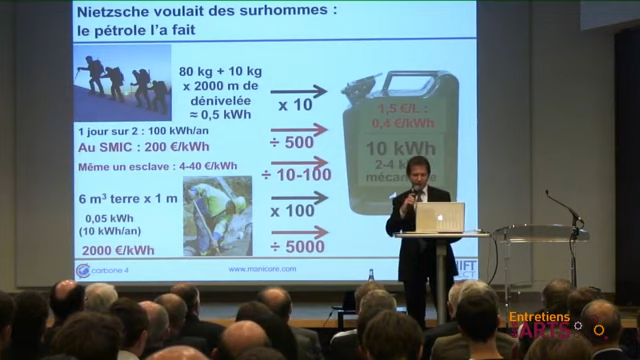 Nietzsche voulait des surhommes :
le pétrole l'a fait
80 kg + 10 kg
x 2000 m de
dénivelée
≈ 0,5 kWh
x 10
1,5 €/L :
0,4 €/kWh
1 jour sur 2 : 100 kWh/an
Au SMIC : 200 €/kWh
÷ 500
10 kWh
2-4
mécan
Même un esclave : 4-40 €/kWh
÷ 10-100
6 m³ terre x 1 m
0,05 kWh
(10 kWh/an)
x 100
2000 €/kWh
÷ 5000
carbone 4
www.manicore.com
Entretiens
ARTS